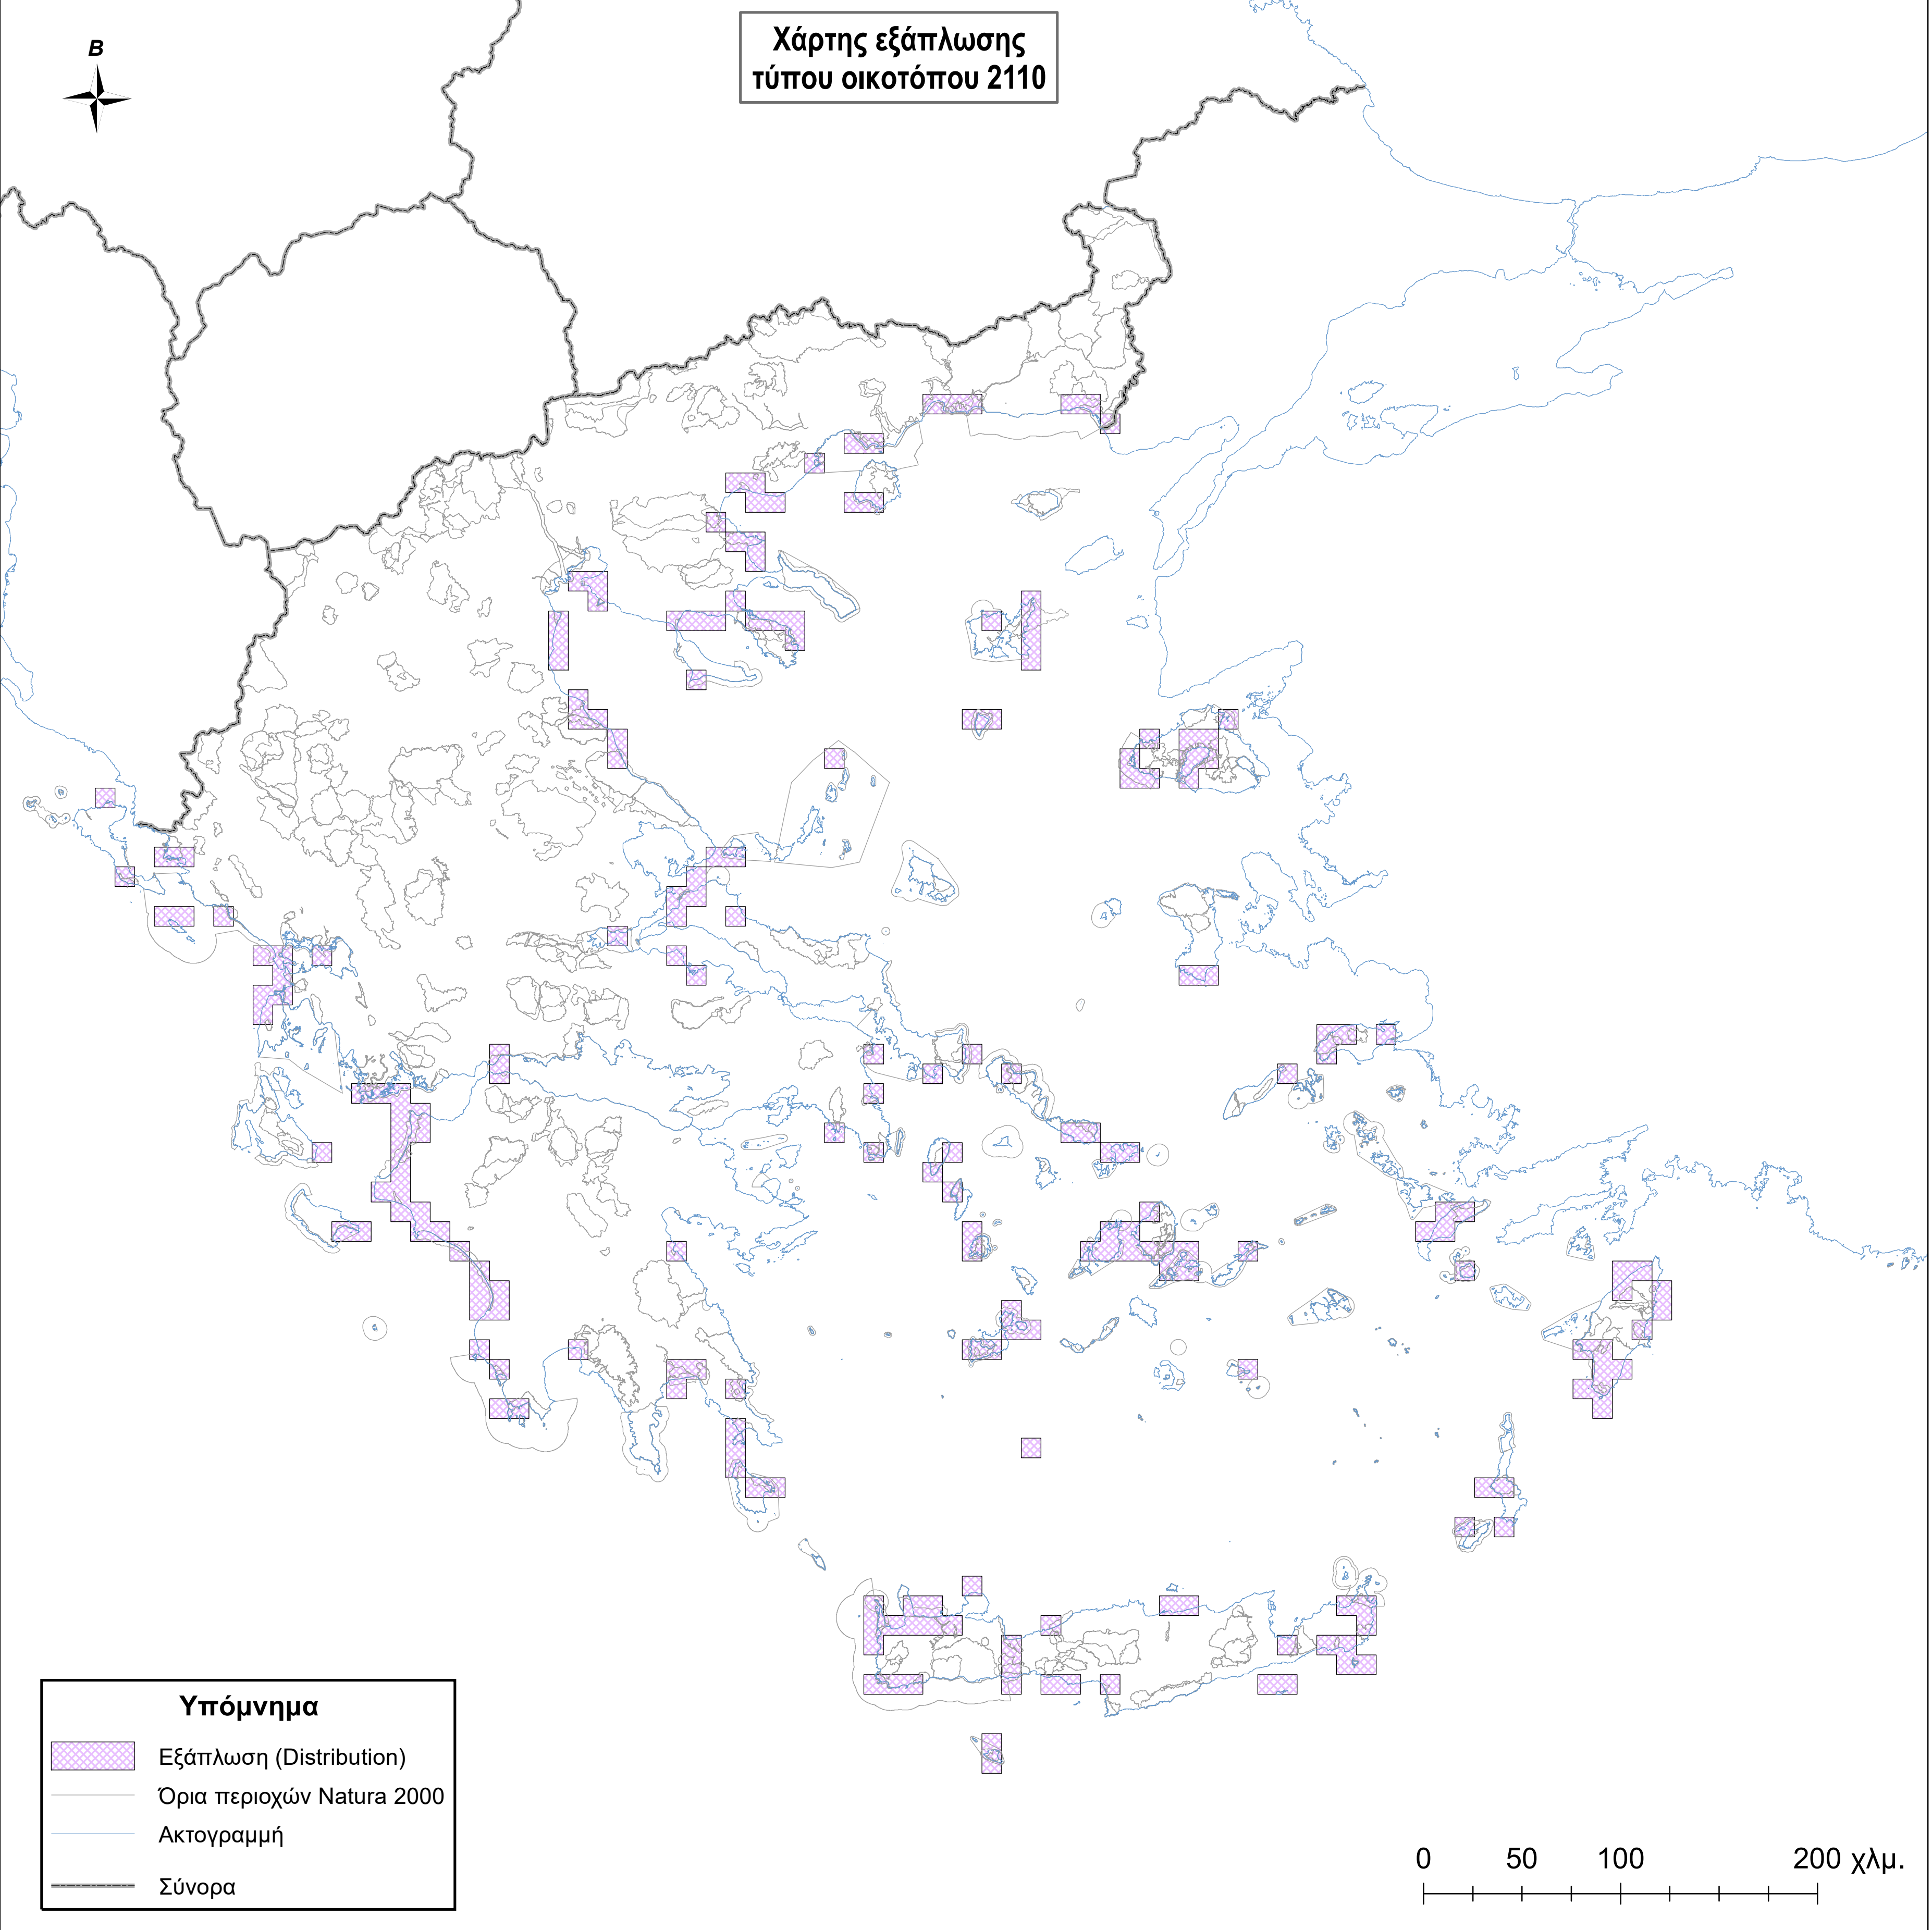 Χάρτης εξάπλωσης
τύπου οικοτόπου 2110
Β
Υπόμνημα
Εξάπλωση (Distribution)
Όρια περιοχών Natura 2000
Ακτογραμμή
Σύνορα
0 50 100 200 χλμ.